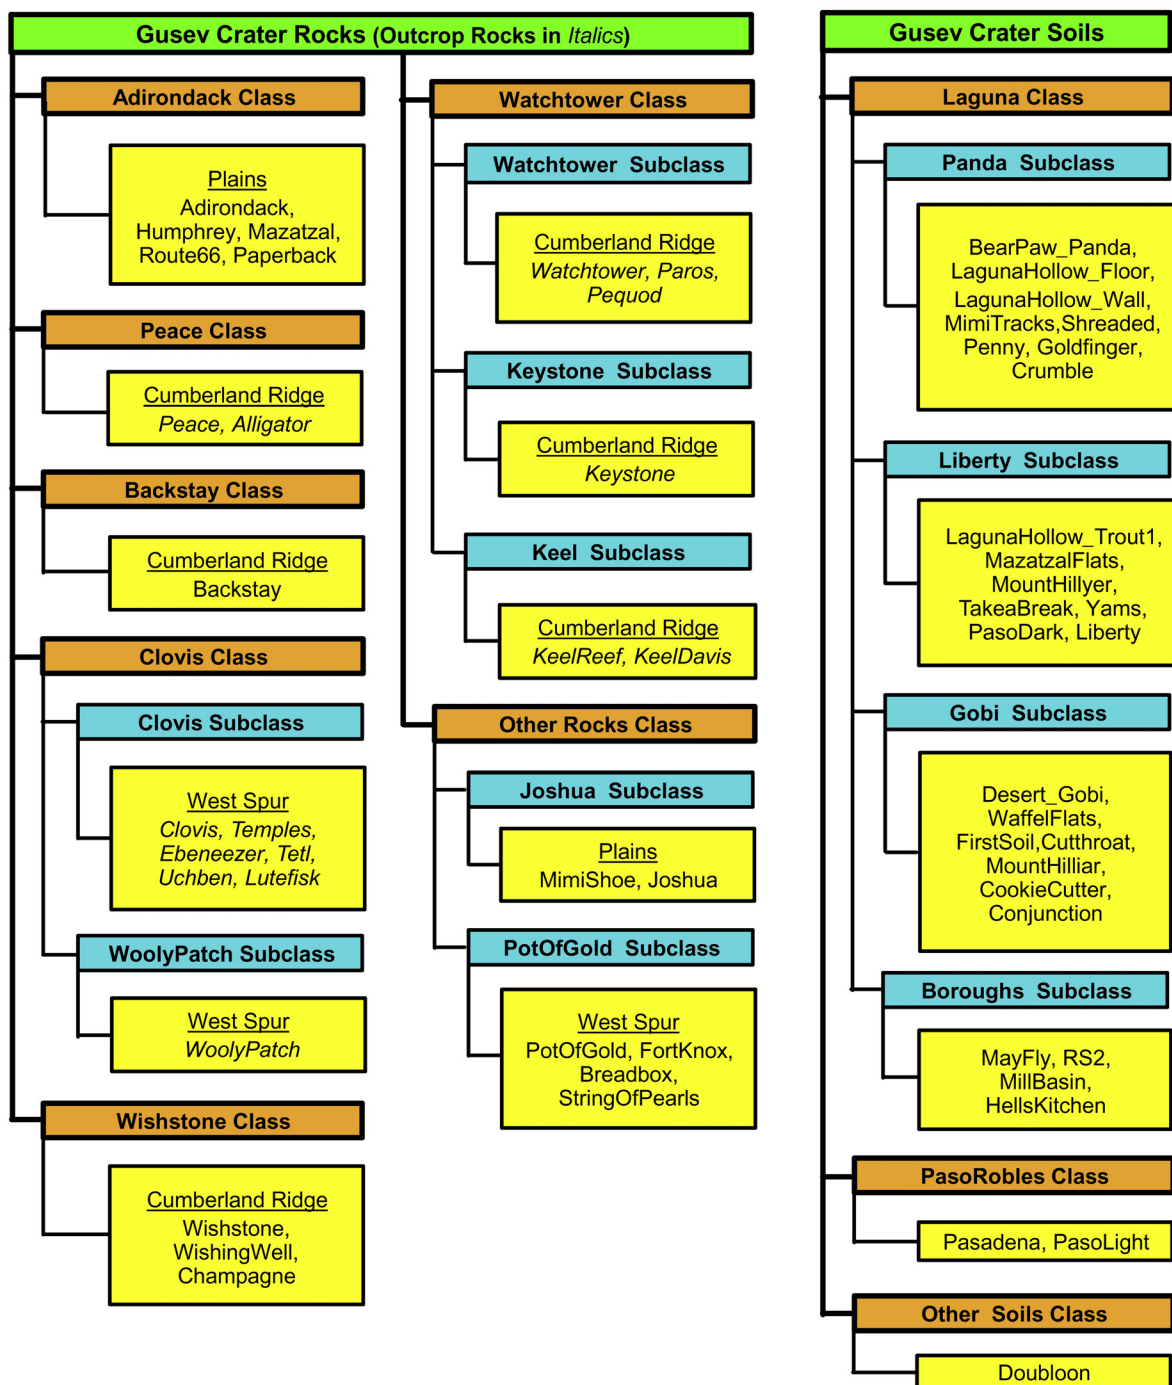 Gusev Crater Rocks (Outcrop Rocks in Italics)
Adirondack Class
Plains
Adirondack,
Humphrey, Mazatzal,
Route66, Paperback
Peace Class
Cumberland Ridge
Peace, Alligator
Backstay Class
Cumberland Ridge
Backstay
Clovis Class
Clovis Subclass
West Spur
Clovis, Temples,
Ebeneezer, Tetl,
Uchben, Lutefisk
WoolyPatch Subclass
West Spur
WoolyPatch
Wishstone Class
Cumberland Ridge
Wishstone,
WishingWell,
Champagne
Watchtower Class
Watchtower Subclass
Cumberland Ridge
Watchtower, Paros,
Pequod
Keystone Subclass
Cumberland Ridge
Keystone
Keel Subclass
Cumberland Ridge
KeelReef, KeelDavis
Other Rocks Class
Joshua Subclass
Plains
MimiShoe, Joshua
PotOfGold Subclass
West Spur
PotOfGold, FortKnox,
Breadbox,
StringOfPearls
Gusev Crater Soils
Laguna Class
Panda Subclass
BearPaw_Panda,
LagunaHollow_Floor,
LagunaHollow_Wall,
MimiTracks,Shreaded,
Penny, Goldfinger,
Crumble
Liberty Subclass
LagunaHollow_Trout1,
MazatzalFlats,
MountHillyer,
TakeaBreak, Yams,
PasoDark, Liberty
Gobi Subclass
Desert_Gobi,
WaffelFlats,
FirstSoil,Cutthroat,
MountHilliar,
CookieCutter,
Conjunction
Boroughs Subclass
MayFly, RS2,
MillBasin,
HellsKitchen
PasoRobles Class
Pasadena, PasoLight
Other Soils Class
Doubloon